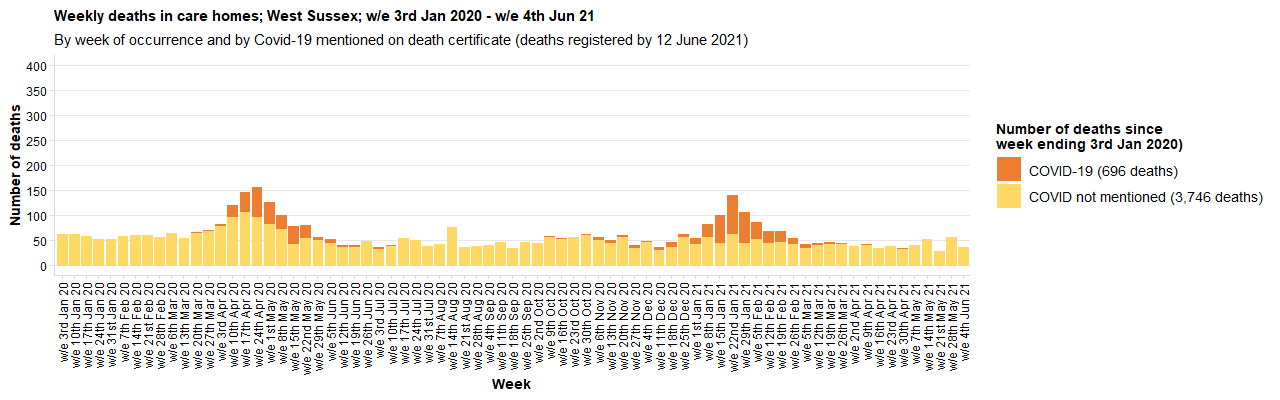 Weekly deaths in care homes; West Sussex; w/e 3rd Jan 2020 - w/e 4th Jun 21
By week of occurrence and by Covid-19 mentioned on death certificate (deaths registered by 12 June 2021)
Number of deaths
400
350
300
250
200
150
100
50
0
w/e 3rd Jan 20
w/e 10th Jan 20
w/e 17th Jan 20
w/e 24th Jan 20
w/e 31st Jan 20
w/e 7th Feb 20
w/e 14th Feb 20
w/e 21st Feb 20
w/e 28th Feb 20
w/e 6th Mar 20
w/e 13th Mar 20
w/e 20th Mar 20
w/e 27th Mar 20
w/e 3rd Apr 20
w/e 10th Apr 20
w/e 17th Apr 20
w/e 24th Apr 20
w/e 1st May 20
w/e 8th May 20
w/e 15th May 20
w/e 22nd May 20
w/e 29th May 20
w/e 5th Jun 20
w/e 12th Jun 20
w/e 19th Jun 20
w/e 26th Jun 20
w/e 3rd Jul 20
w/e 10th Jul 20
w/e 17th Jul 20
w/e 24th Jul 20
w/e 31st Jul 20
w/e 7th Aug 20
w/e 14th Aug 20
w/e 21st Aug 20
w/e 28th Aug 20
w/e 4th Sep 20
w/e 11th Sep 20
w/e 18th Sep 20
w/e 25th Sep 20
w/e 2nd Oct 20
w/e 9th Oct 20
w/e 16th Oct 20
w/e 23rd Oct 20
w/e 30th Oct 20
w/e 6th Nov 20
w/e 13th Nov 20
w/e 20th Nov 20
w/e 27th Nov 20
w/e 4th Dec 20
w/e 11th Dec 20
w/e 18th Dec 20
w/e 25th Dec 20
w/e 1st Jan 21
w/e 8th Jan 21
w/e 15th Jan 21
w/e 22nd Jan 21
w/e 29th Jan 21
w/e 5th Feb 21
w/e 12th Feb 21
w/e 19th Feb 21
w/e 26th Feb 21
w/e 5th Mar 21
w/e 12th Mar 21
w/e 19th Mar 21
w/e 26th Mar 21
w/e 2nd Apr 21
w/e 9th Apr 21
w/e 16th Apr 21
w/e 23rd Apr 21
w/e 30th Apr 21
w/e 7th May 21
w/e 14th May 21
w/e 21st May 21
w/e 28th May 21
w/e 4th Jun 21
Week
Number of deaths since
week ending 3rd Jan 2020)
COVID-19 (696 deaths)
COVID not mentioned (3,746 deaths)